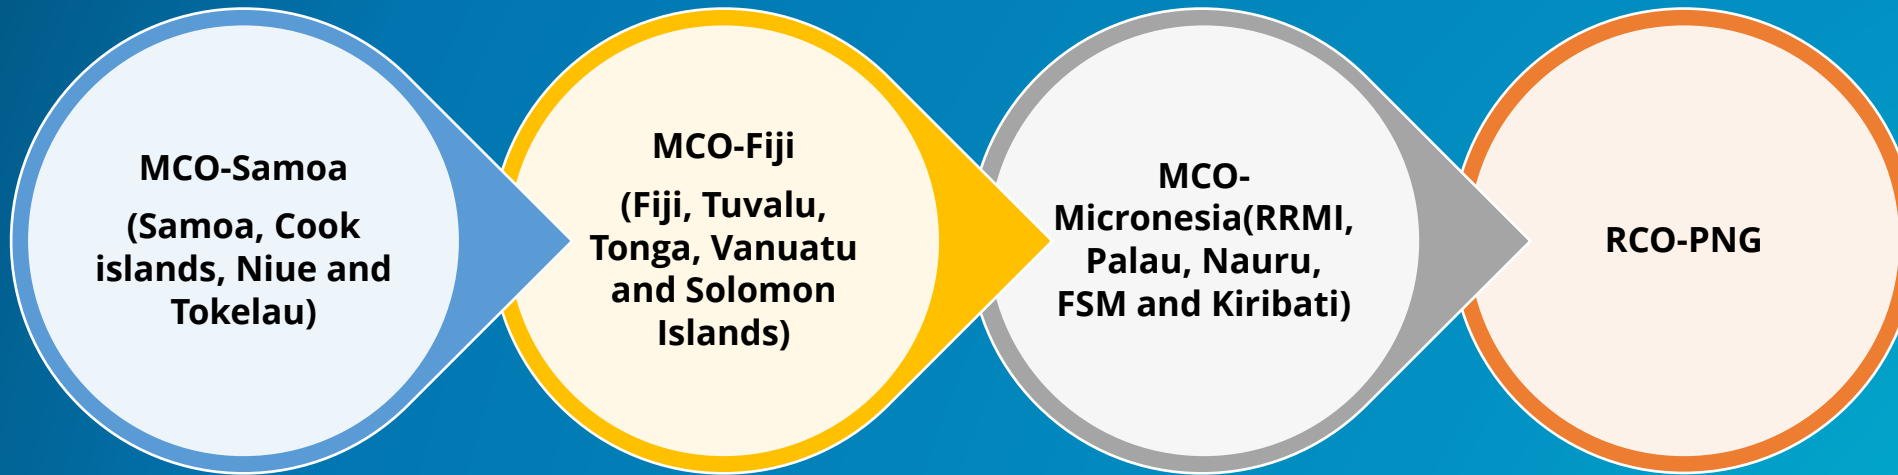 MCO-Samoa
(Samoa, Cook
islands, Niue and
Tokelau)
MCO-Fiji
(Fiji, Tuvalu,
Tonga, Vanuatu
and Solomon
Islands)
MCO-
Micronesia(RRMI,
Palau, Nauru,
FSM and Kiribati)
RCO-PNG